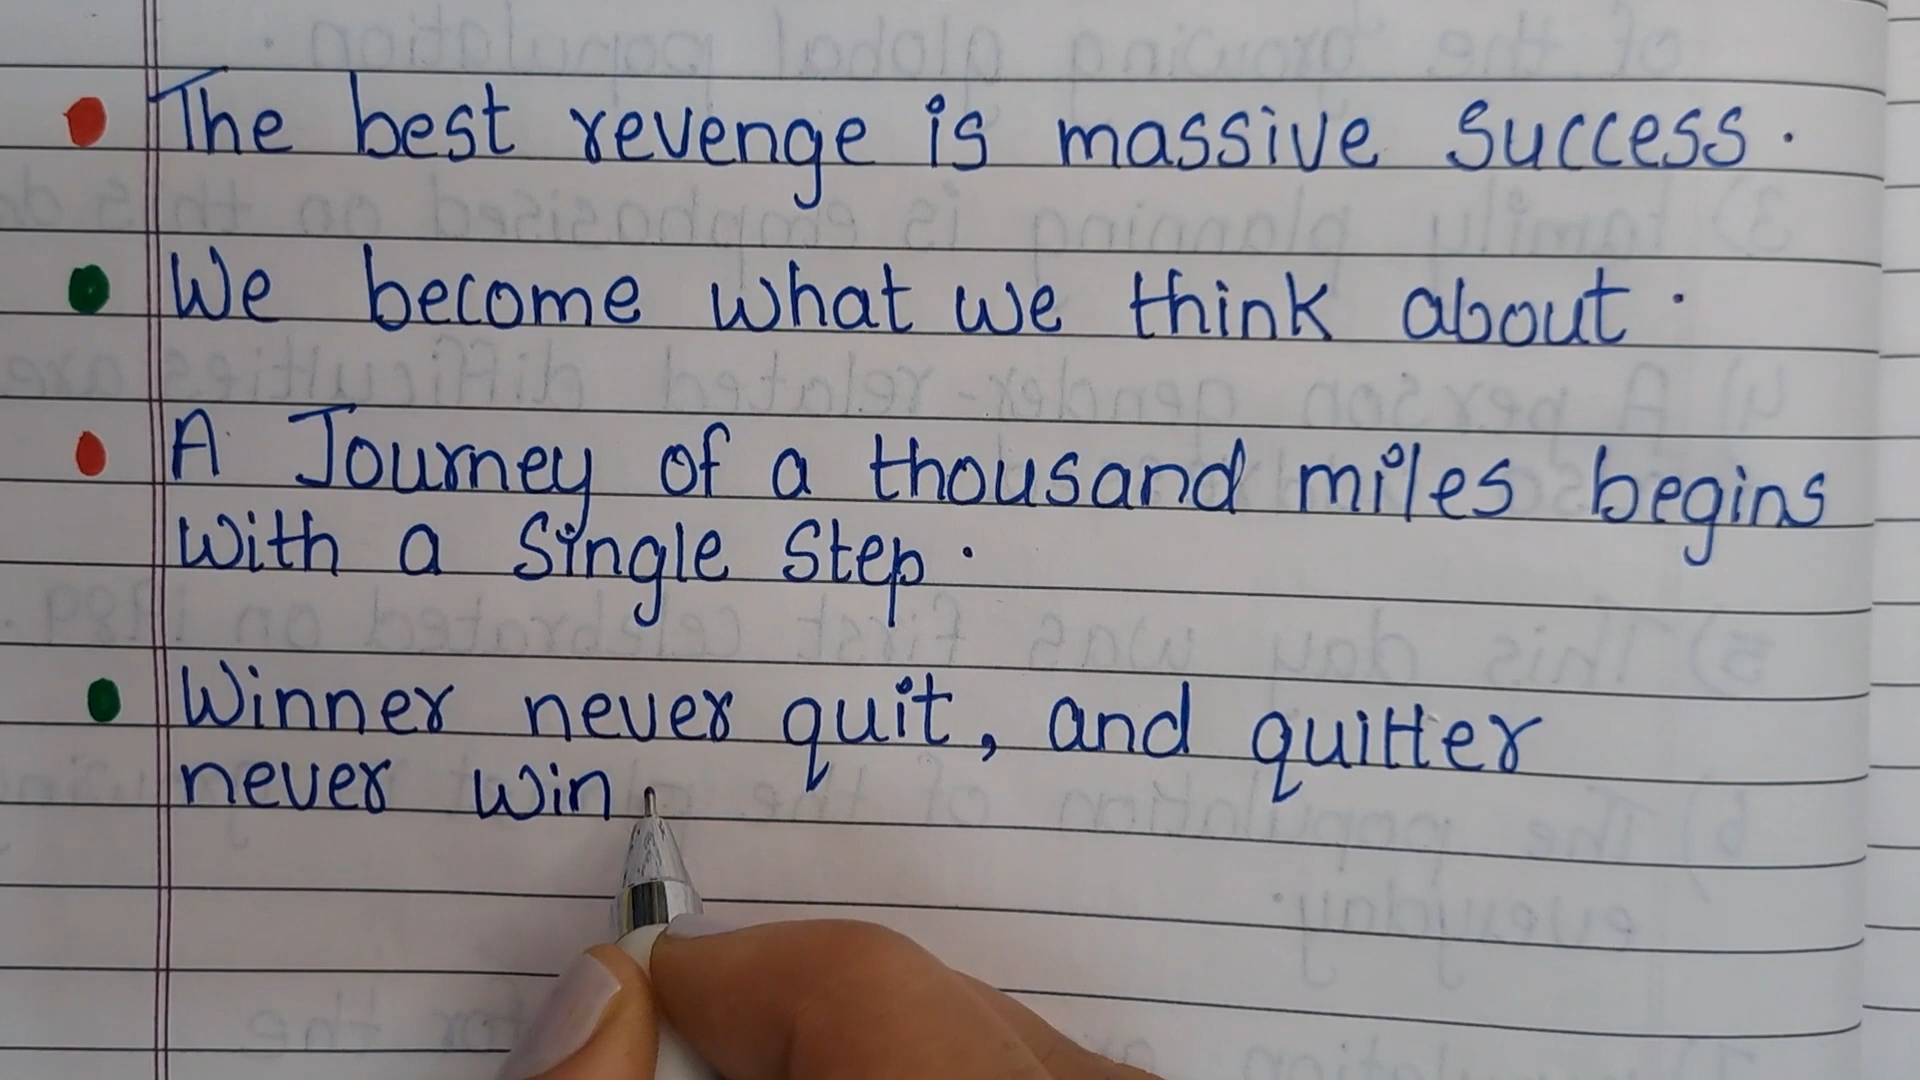 The best revenge is massive Success.
We become what we think about.
A Journey of a thousand miles begins
with a Single Step.
Winner never quit, and quitter
never win